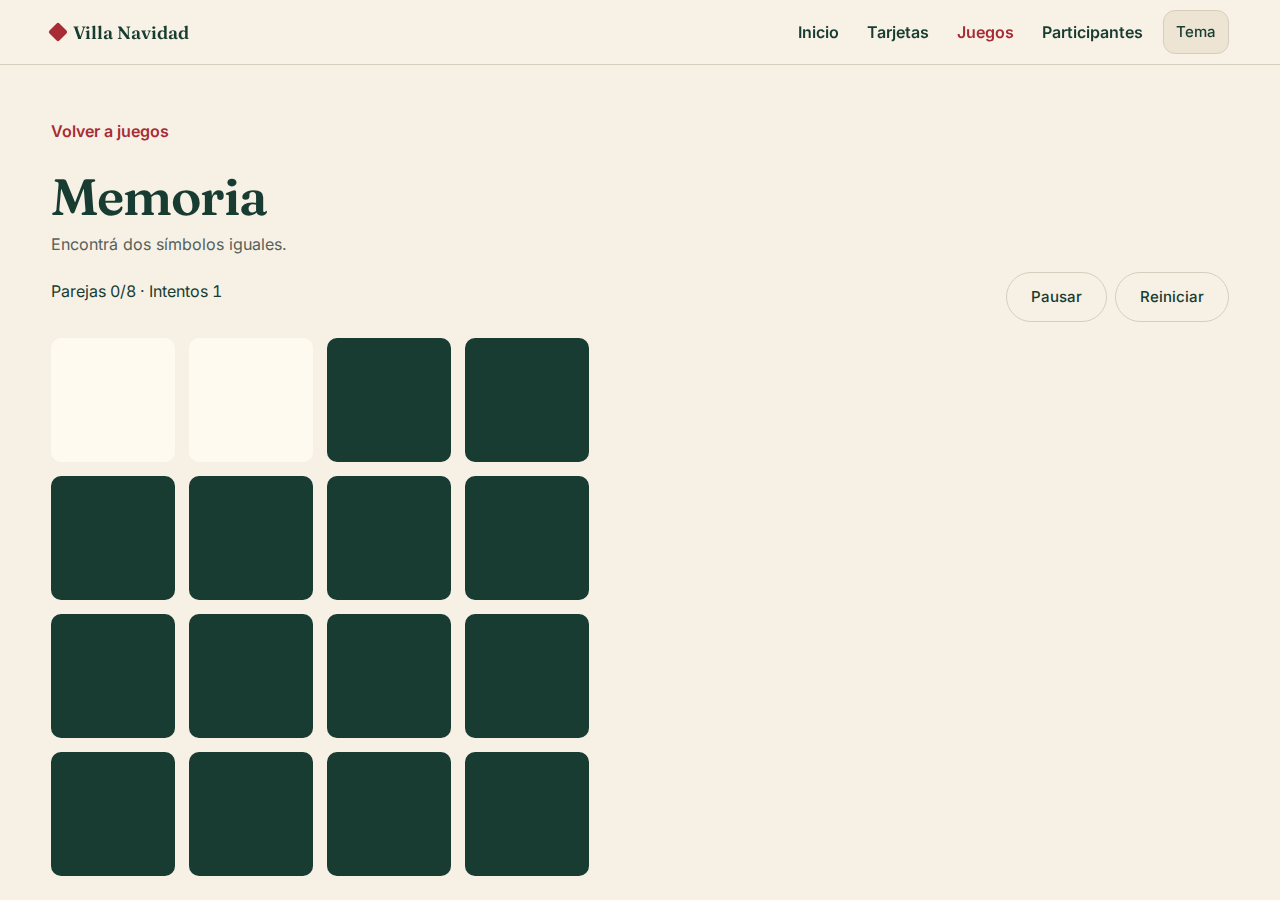 Villa Navidad
Inicio Tarjetas Juegos Participantes Tema
Volver a juegos
Memoria
Encontrá dos símbolos iguales.
Parejas 0/8 · Intentos 1
Pausar Reiniciar